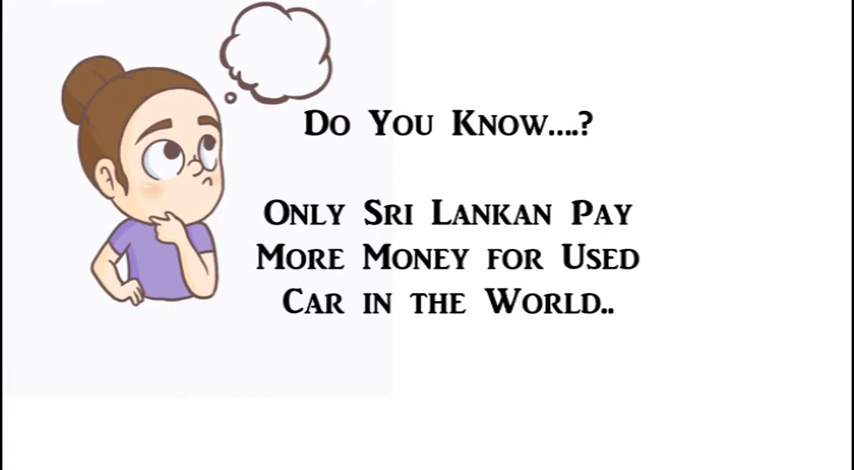 Do You Know....?
Only Sri Lankan Pay
More Money for Used
Car in the World..